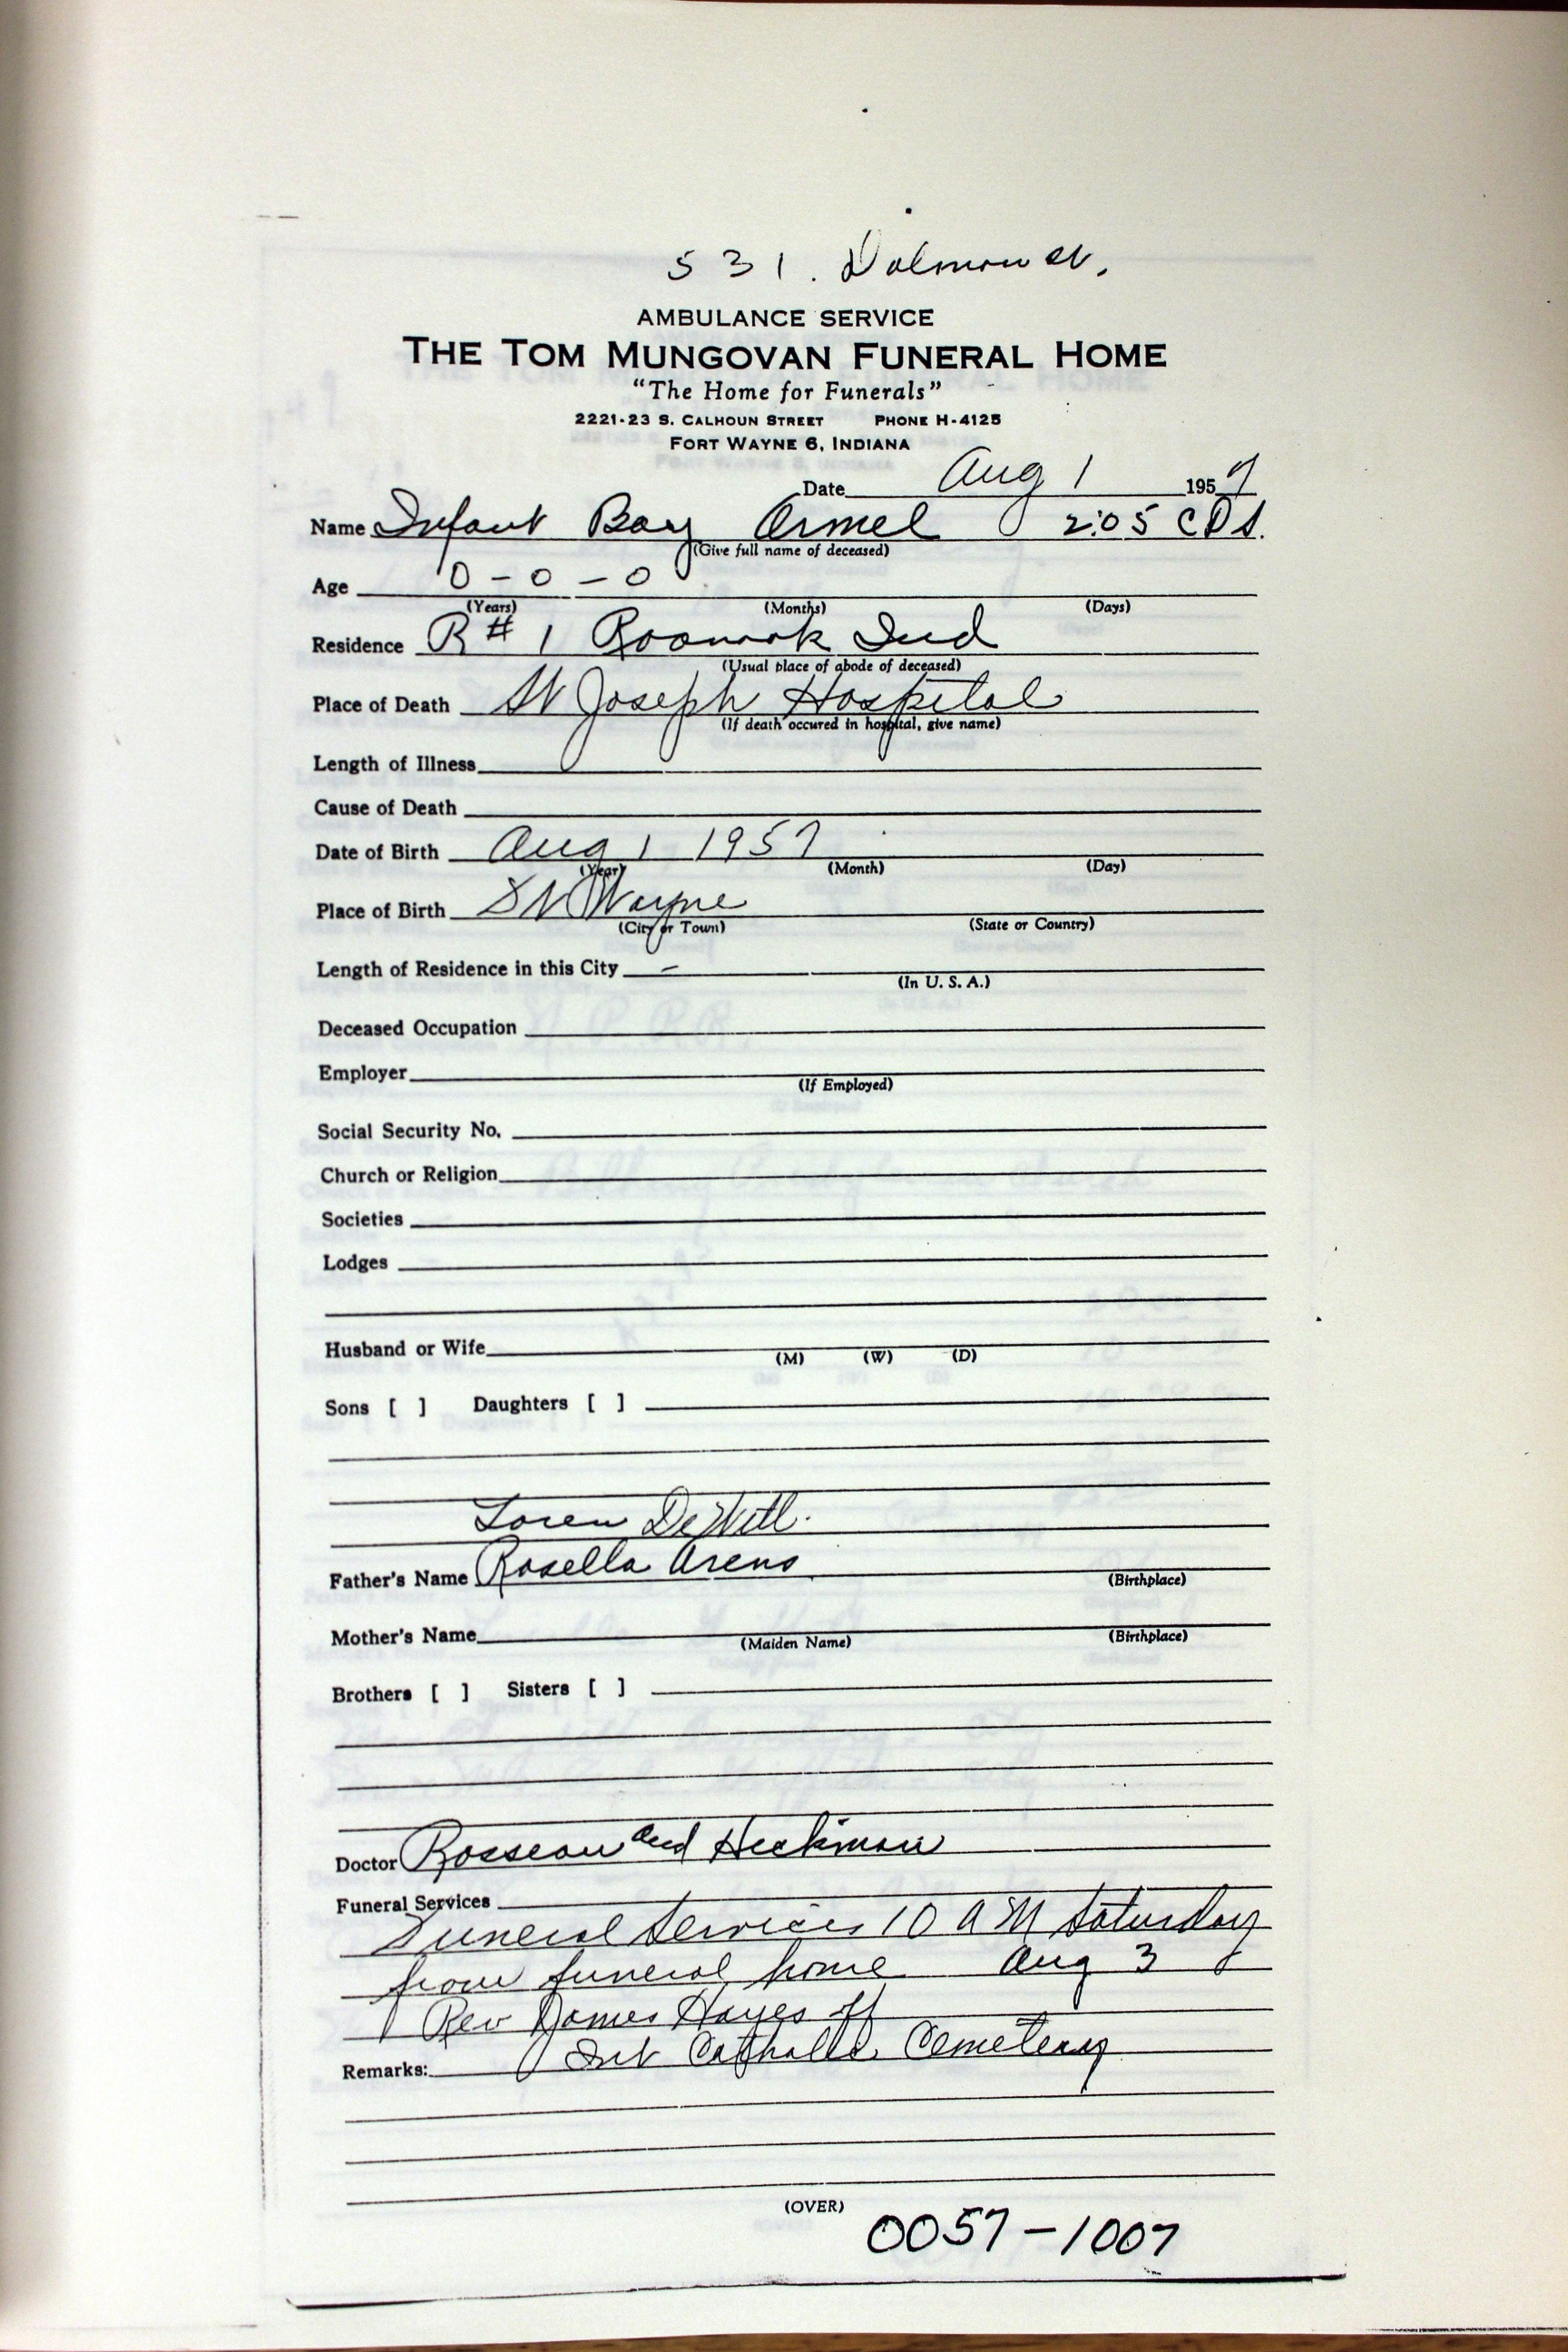 531.
AMBULANCE SERVICE
THE TOM MUNGOVAN FUNERAL HOME
"The Home for Funerals"
2221-23 S. CALHOUN STREET PHONE H-4125
FORT WAYNE 6, INDIANA
Date Aug 1 1957
Name Infant Boy Ormel 2:05 CDS.
(Give full name of deceased)
Age 0 - 0 - 0
(Years) (Months) (Days)
Residence R# 1 Roanoak Ind
(Usual place of abode of deceased)
Place of Death St Joseph Hospital
(If death occured in hospital, give name)
Length of Illness
Cause of Death
Date of Birth Aug 1 1957
(Year) (Month) (Day)
Place of Birth Ft Wayne
(City or Town) (State or Country)
Length of Residence in this City -
(In U. S. A.)
Deceased Occupation
Employer
(If Employed)
Social Security No.
Church or Religion
Societies
Lodges
Husband or Wife
(M) (W) (D)
Sons [ ] Daughters [ ]
Loren DeWitt.
Father's Name Rosella Arens
(Birthplace)
Mother's Name
(Maiden Name) (Birthplace)
Brothers [ ] Sisters [ ]
Doctor Rosseau and Heckman
Funeral Services
Funeral Services 10 AM Saturday
from funeral home Aug 3
Rev James Hayes off
Remarks: Int Catholic Cemetery
(OVER)
0057-1007